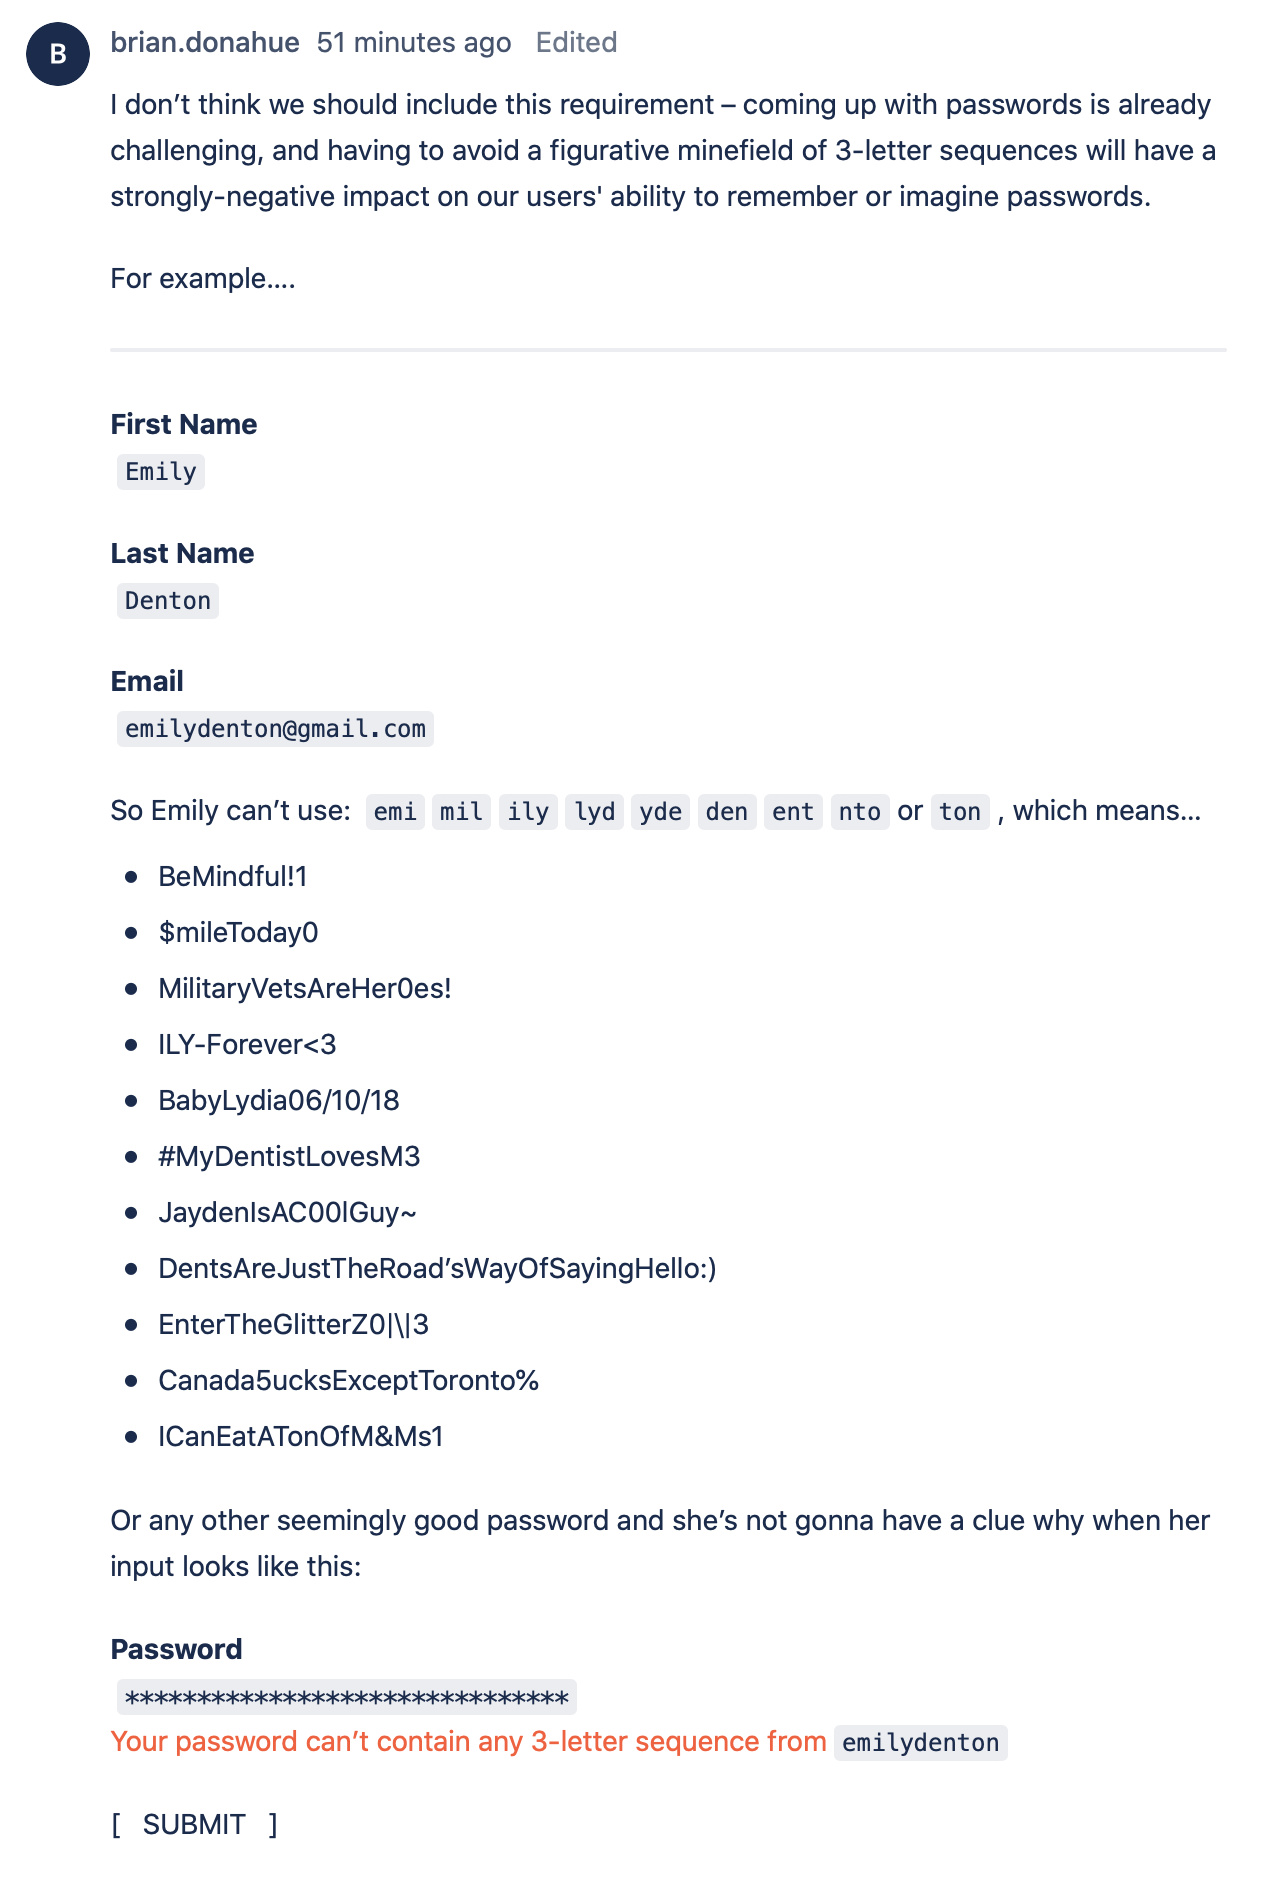 B
brian.donahue 51 minutes ago Edited
I don’t think we should include this requirement – coming up with passwords is already
challenging, and having to avoid a figurative minefield of 3-letter sequences will have a
strongly-negative impact on our users' ability to remember or imagine passwords.
For example….
First Name
Emily
Last Name
Denton
Email
emilydenton@gmail.com
So Emily can’t use: emi mil ily lyd yde den ent nto or ton , which means…
• BeMindful!1
• $mileToday0
• MilitaryVetsAreHer0es!
• ILY-Forever<3
• BabyLydia06/10/18
• #MyDentistLovesM3
• JaydenIsAC00lGuy~
• DentsAreJustTheRoad’sWayOfSayingHello:)
• EnterTheGlitterZ0|\|3
• Canada5ucksExceptToronto%
• ICanEatATonOfM&Ms1
Or any other seemingly good password and she’s not gonna have a clue why when her
input looks like this:
Password
*******************************
Your password can’t contain any 3-letter sequence from emilydenton
[ SUBMIT ]